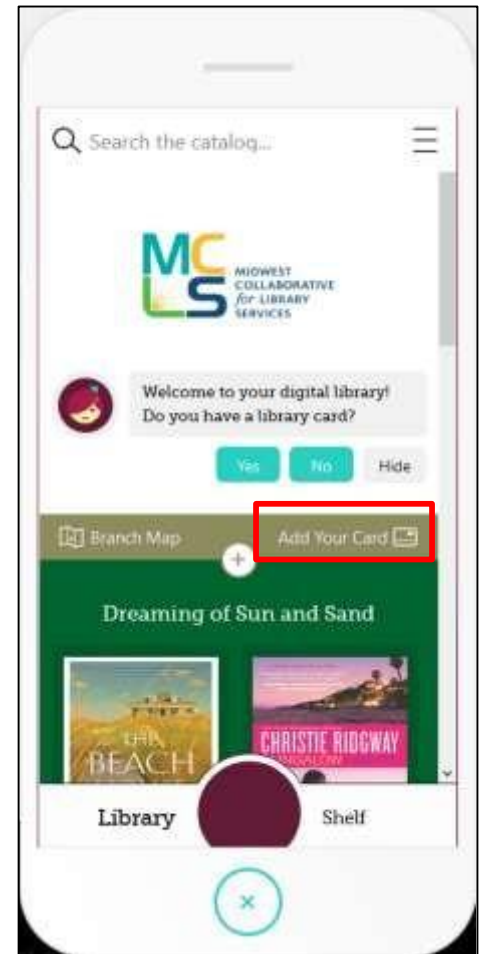 Search the catalog...
MC
LS
MIDWEST
COLLABORATIVE
for LIBRARY
SERVICES
Welcome to your digital library!
Do you have a library card?
Yes No Hide
Branch Map Add Your Card
Dreaming of Sun and Sand
THIS
BEACH
CHRISTIE RIDGWAY
BUNGALOW
Library Shelf